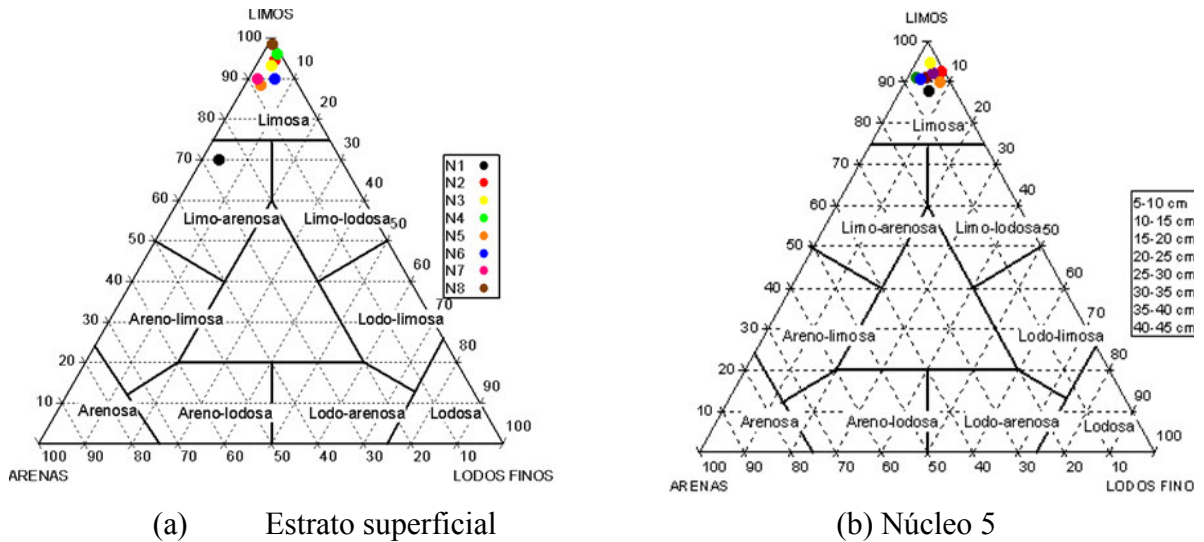 LIMOS
100
90
10
80
20
Limosa
70
30
60
40
Limo-arenosa
Limo-lodosa
50
50
40
60
30
70
Areno-limosa
Lodo-limosa
20
80
10
90
Arenosa
Areno-lodosa
Lodo-arenosa
Lodosa
100
100 90 80 70 60 50 40 30 20 10
ARENAS
LODOS FINOS
N1
N2
N3
N4
N5
N6
N7
N8
(a) Estrato superficial
LIMOS
100
90
10
80
20
Limosa
70
30
60
40
Limo-arenosa
Limo-lodosa
50
50
40
60
30
70
Areno-limosa
Lodo-limosa
20
80
10
90
Arenosa
Areno-lodosa
Lodo-arenosa
Lodosa
100
100 90 80 70 60 50 40 30 20 10
ARENAS
LODOS FINO
5-10 cm
10- 15 cm
15- 20 cm
20- 25 cm
25- 30 cm
30- 35 cm
35- 40 cm
40- 45 cm
(b) Núcleo 5